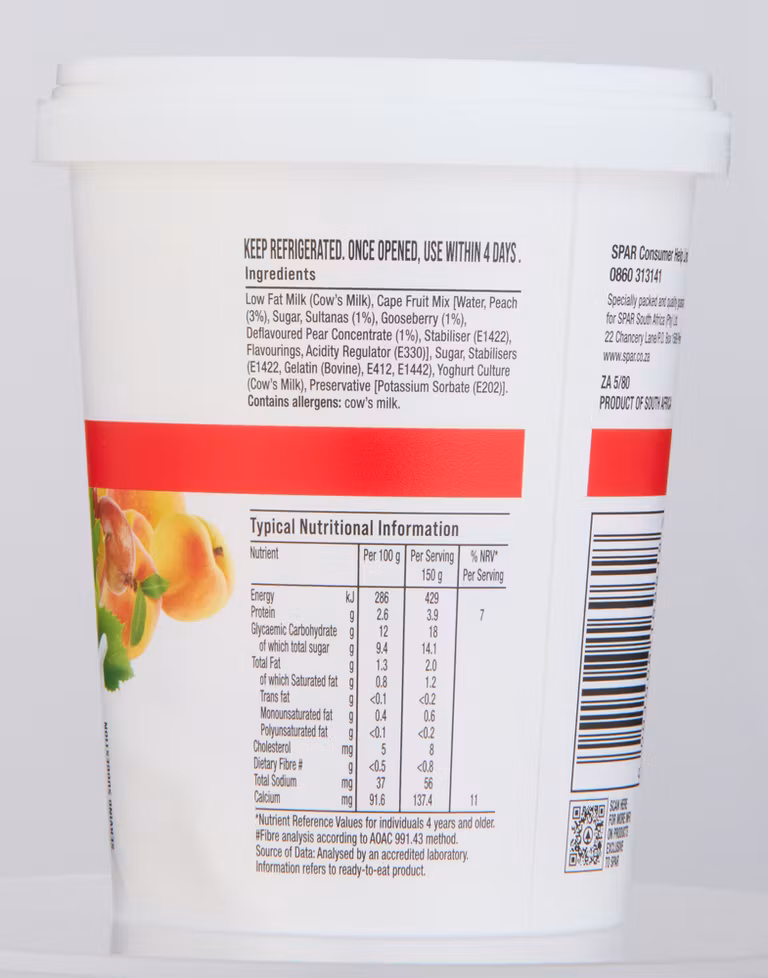 KEEP REFRIGERATED. ONCE OPENED, USE WITHIN 4 DAYS.
Ingredients
Low Fat Milk (Cow's Milk), Cape Fruit Mix [Water, Peach
(3%), Sugar, Sultanas (1%), Gooseberry (1%),
Deflavoured Pear Concentrate (1%), Stabiliser (E1422),
Flavourings, Acidity Regulator (E330)], Sugar, Stabilisers
(E1422, Gelatin (Bovine), E412, E1442), Yoghurt Culture
(Cow's Milk), Preservative [Potassium Sorbate (E202)].
Contains allergens: cow's milk.
Typical Nutritional Information
Nutrient Per 100 g Per Serving 150 g % NRV* Per Serving
Energy kJ 286 429
Protein g 2.6 3.9 7
Glycaemic Carbohydrate g 12 18
of which total sugar g 9.4 14.1
Total Fat g 1.3 2.0
of which Saturated fat g 0.8 1.2
Trans fat g <0.1 <0.2
Monounsaturated fat g 0.4 0.6
Polyunsaturated fat g <0.1 <0.2
Cholesterol mg 5 8
Dietary Fibre # g <0.5 <0.8
Total Sodium mg 37 56
Calcium mg 91.6 137.4 11
*Nutrient Reference Values for individuals 4 years and older.
#Fibre analysis according to AOAC 991.43 method.
Source of Data: Analysed by an accredited laboratory.
Information refers to ready-to-eat product.
SPAR Consumer Help
0860 313141
Specially packed and quality
for SPAR South Africa (Pty) Ltd.
22 Chancery Lane/P.O. Box
www.spar.co.za
ZA 5/80
PRODUCT OF SOUTH AFRICA
SCAN HERE
FOR MORE
ON PRODUCTS
EXCLUSIVE
TO SPAR
SERVING SUGGESTION